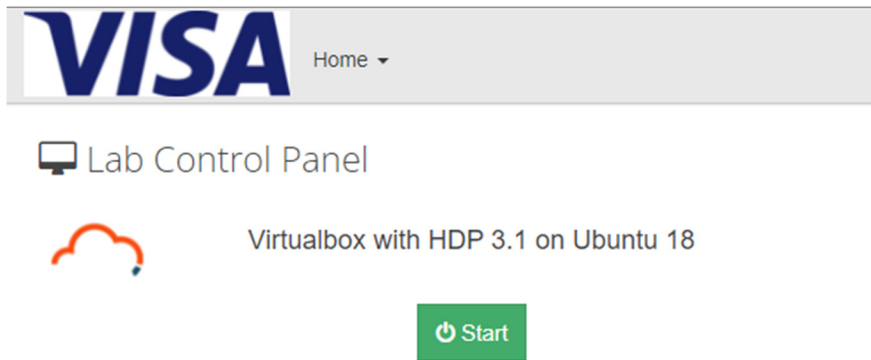 VISA
Home
Lab Control Panel
Virtualbox with HDP 3.1 on Ubuntu 18
Start